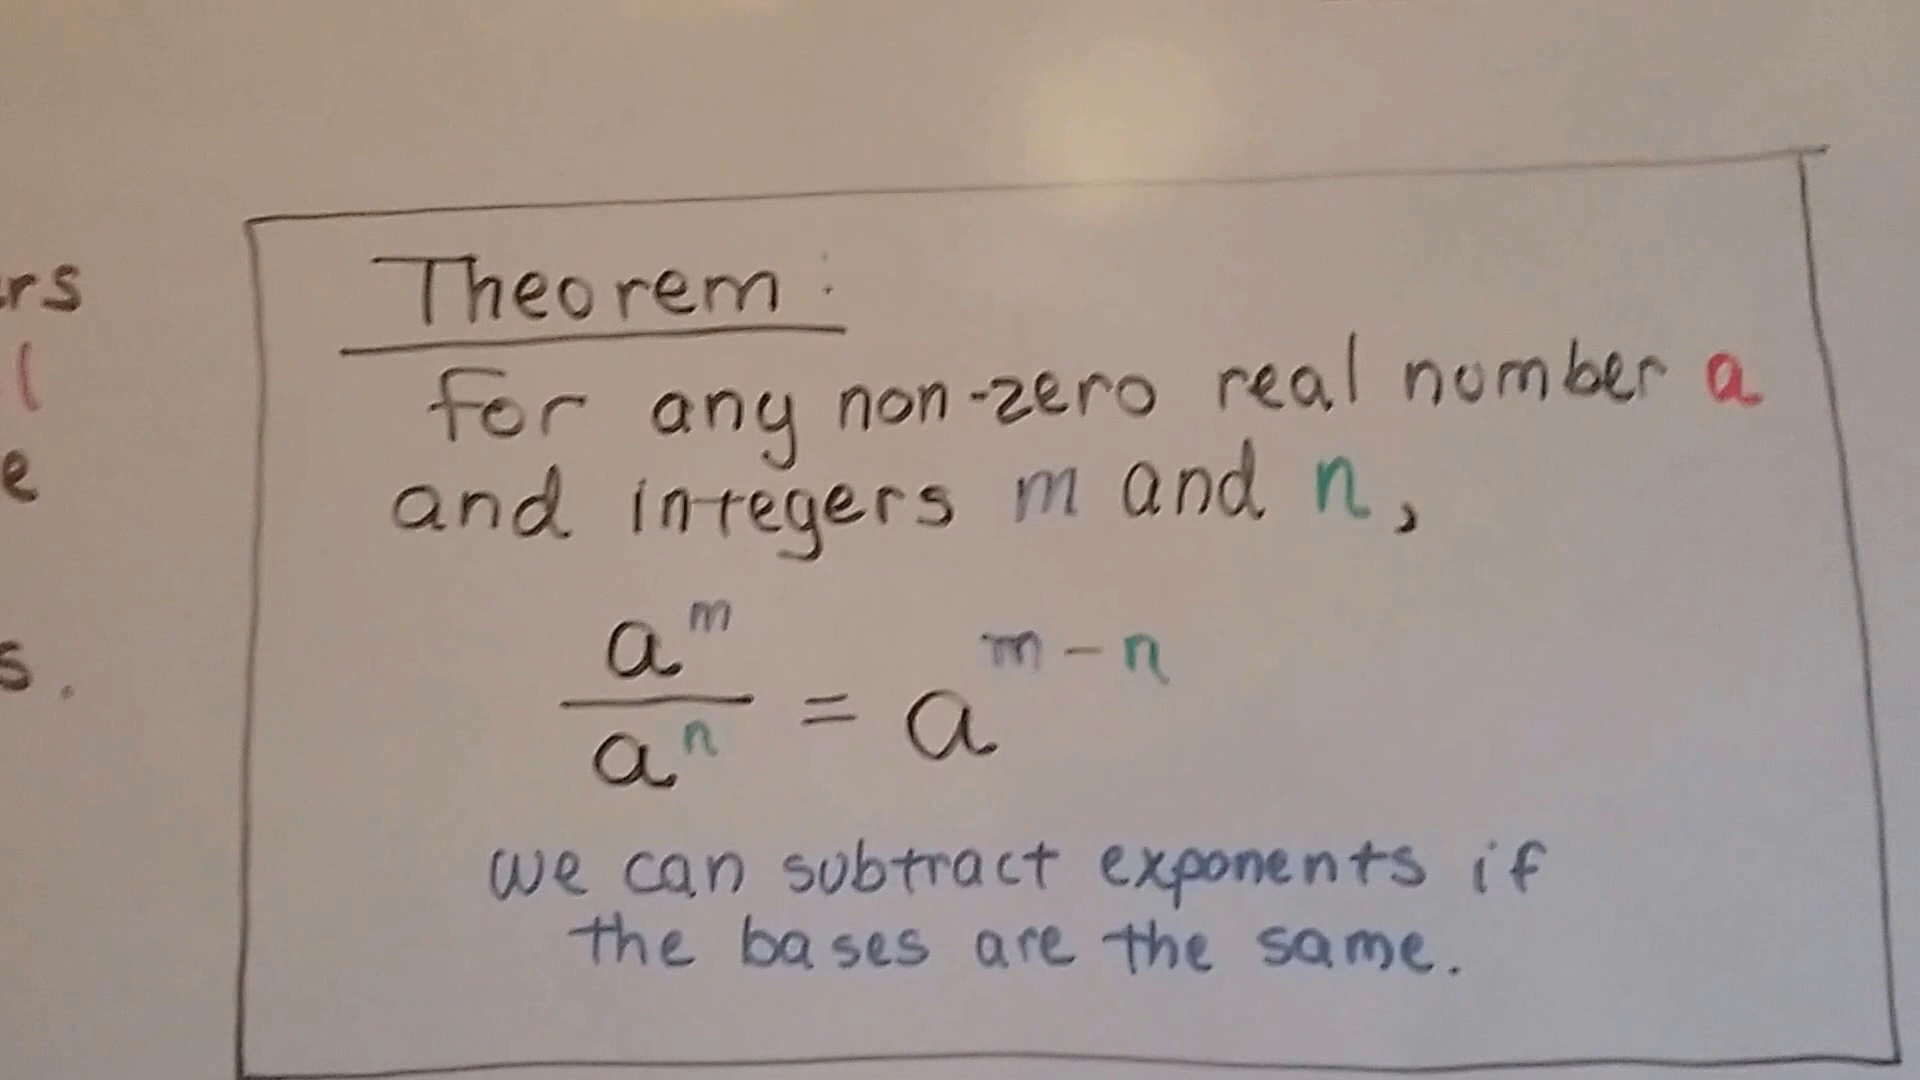 Theorem:
for any non-zero real number a
and integers m and n,
a^m / a^n = a^(m-n)
we can subtract exponents if
the bases are the same.